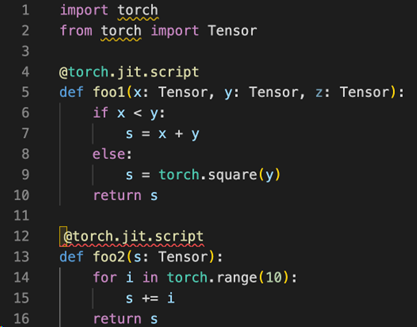 1 import torch
2 from torch import Tensor
3
4 @torch.jit.script
5 def foo1(x: Tensor, y: Tensor, z: Tensor):
6     if x < y:
7         s = x + y
8     else:
9         s = torch.square(y)
10     return s
11
12 @torch.jit.script
13 def foo2(s: Tensor):
14     for i in torch.range(10):
15         s += i
16     return s